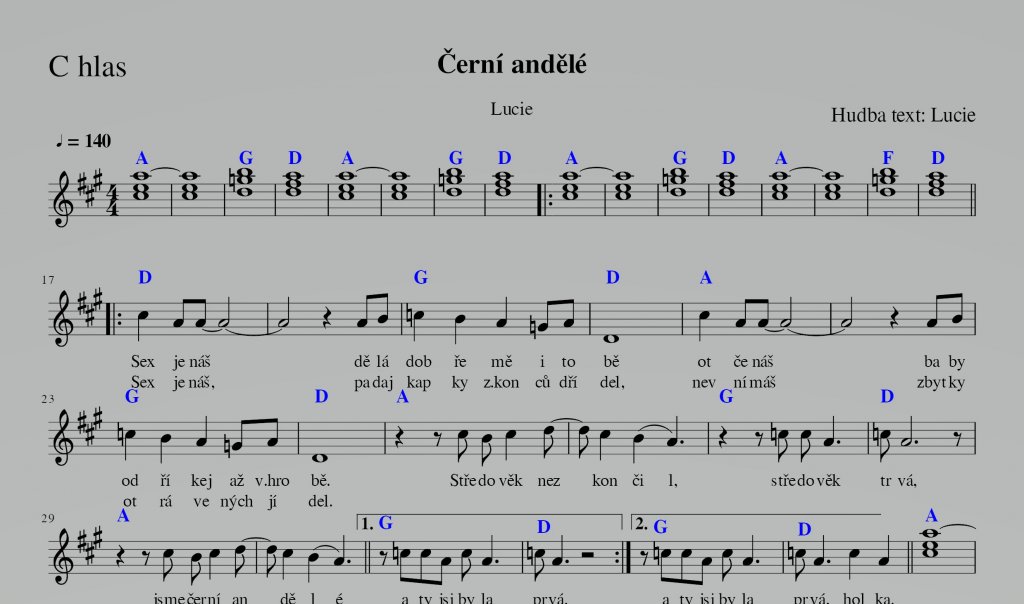 Černí andělé
C hlas
Lucie
Hudba text: Lucie
♩ = 140
A G D A G D A G D A F D
4
4
17
D G D A
Sex je náš dě lá dob ře mě i to bě ot če náš ba by
Sex je náš, pa daj kap ky z.kon ců dří del, nev ní máš zbyt ky
23
G D A G D
od ří kej až v.hro bě. Stře do věk nez kon či l, stře do věk tr vá,
ot rá ve ných jí del.
29
A 1. G D 2. G D A
jsme černí an dě l é a ty jsi by la prvá, a ty jsi by la prvá, hol ka,